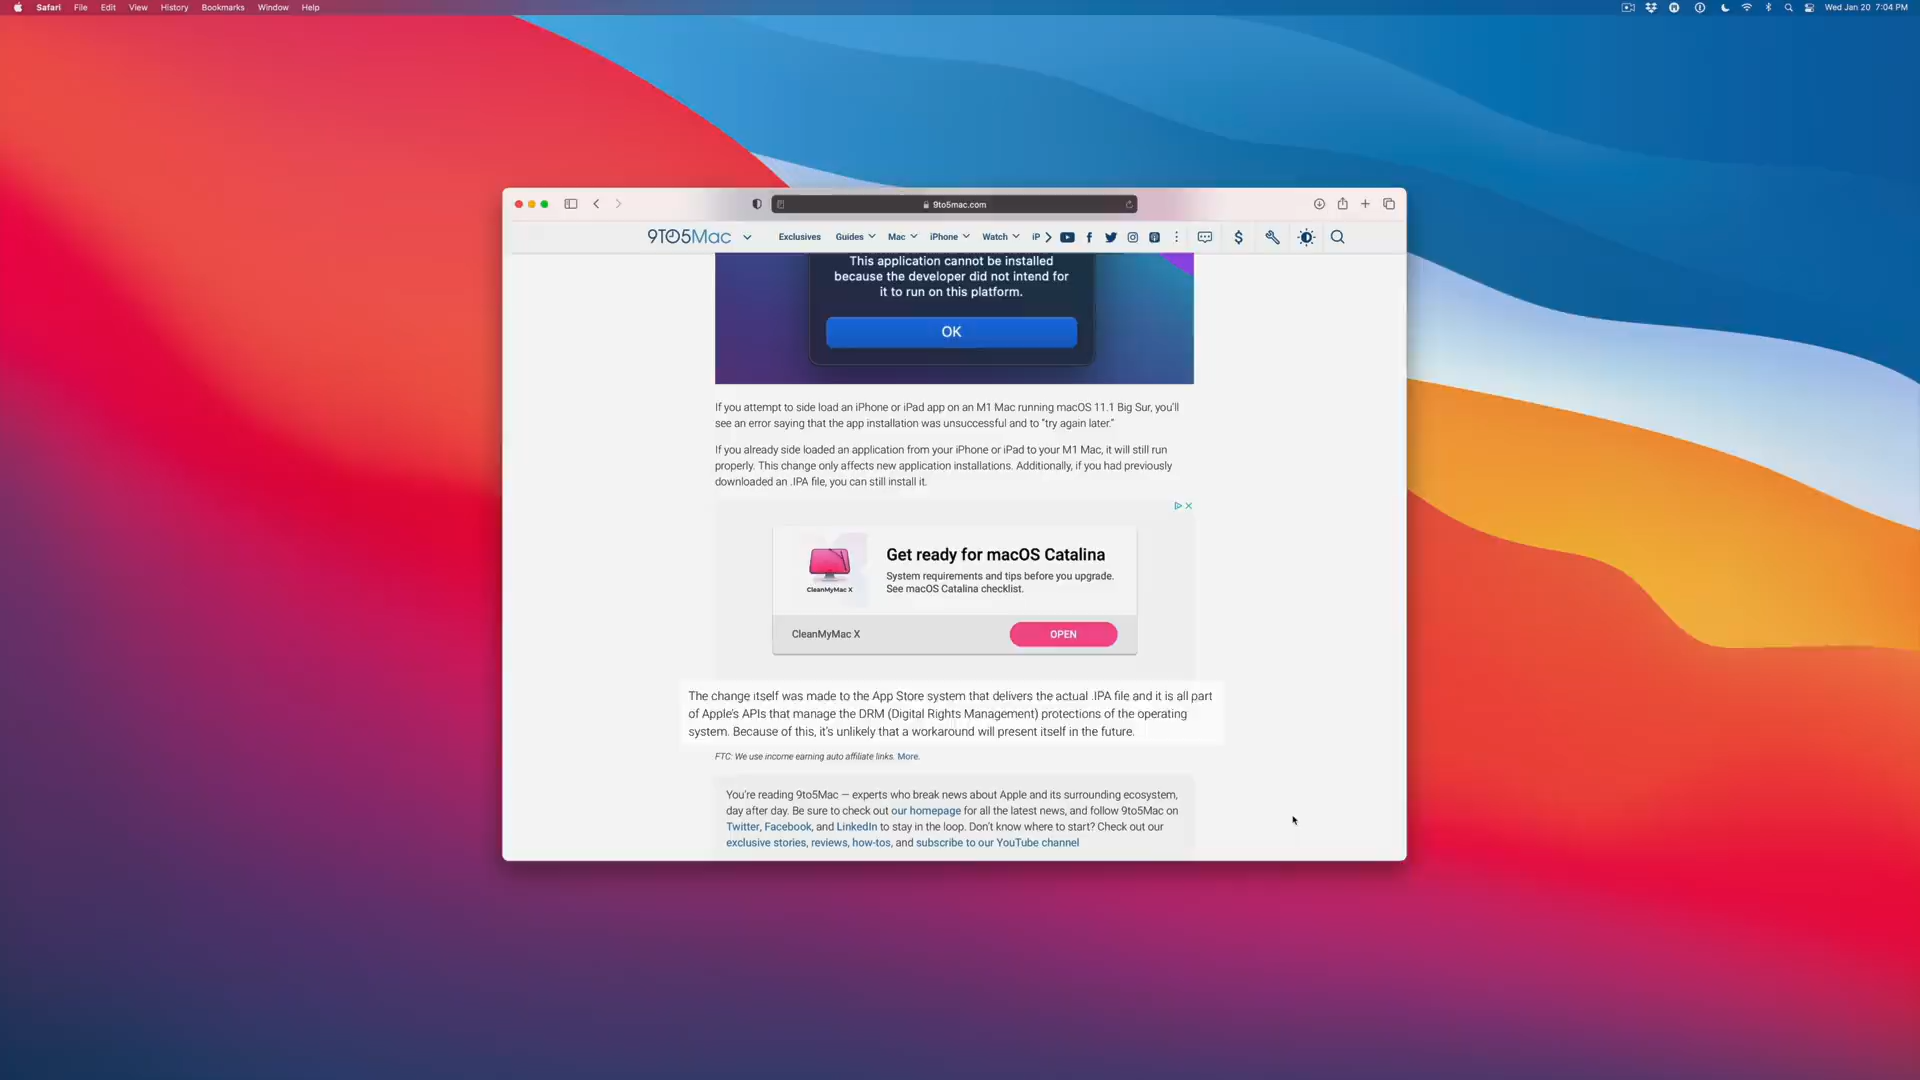 Safari File Edit View History Bookmarks Window Help
Wed Jan 20 7:04 PM
9to5mac.com
9TO5Mac
Exclusives Guides Mac iPhone Watch iP
This application cannot be installed
because the developer did not intend for
it to run on this platform.
OK
If you attempt to side load an iPhone or iPad app on an M1 Mac running macOS 11.1 Big Sur, you'll
see an error saying that the app installation was unsuccessful and to “try again later.”
If you already side loaded an application from your iPhone or iPad to your M1 Mac, it will still run
properly. This change only affects new application installations. Additionally, if you had previously
downloaded an .IPA file, you can still install it.
Get ready for macOS Catalina
System requirements and tips before you upgrade.
See macOS Catalina checklist.
CleanMyMac X
CleanMyMac X
OPEN
The change itself was made to the App Store system that delivers the actual .IPA file and it is all part
of Apple's APIs that manage the DRM (Digital Rights Management) protections of the operating
system. Because of this, it's unlikely that a workaround will present itself in the future.
FTC: We use income earning auto affiliate links. More.
You're reading 9to5Mac — experts who break news about Apple and its surrounding ecosystem,
day after day. Be sure to check out our homepage for all the latest news, and follow 9to5Mac on
Twitter, Facebook, and LinkedIn to stay in the loop. Don't know where to start? Check out our
exclusive stories, reviews, how-tos, and subscribe to our YouTube channel